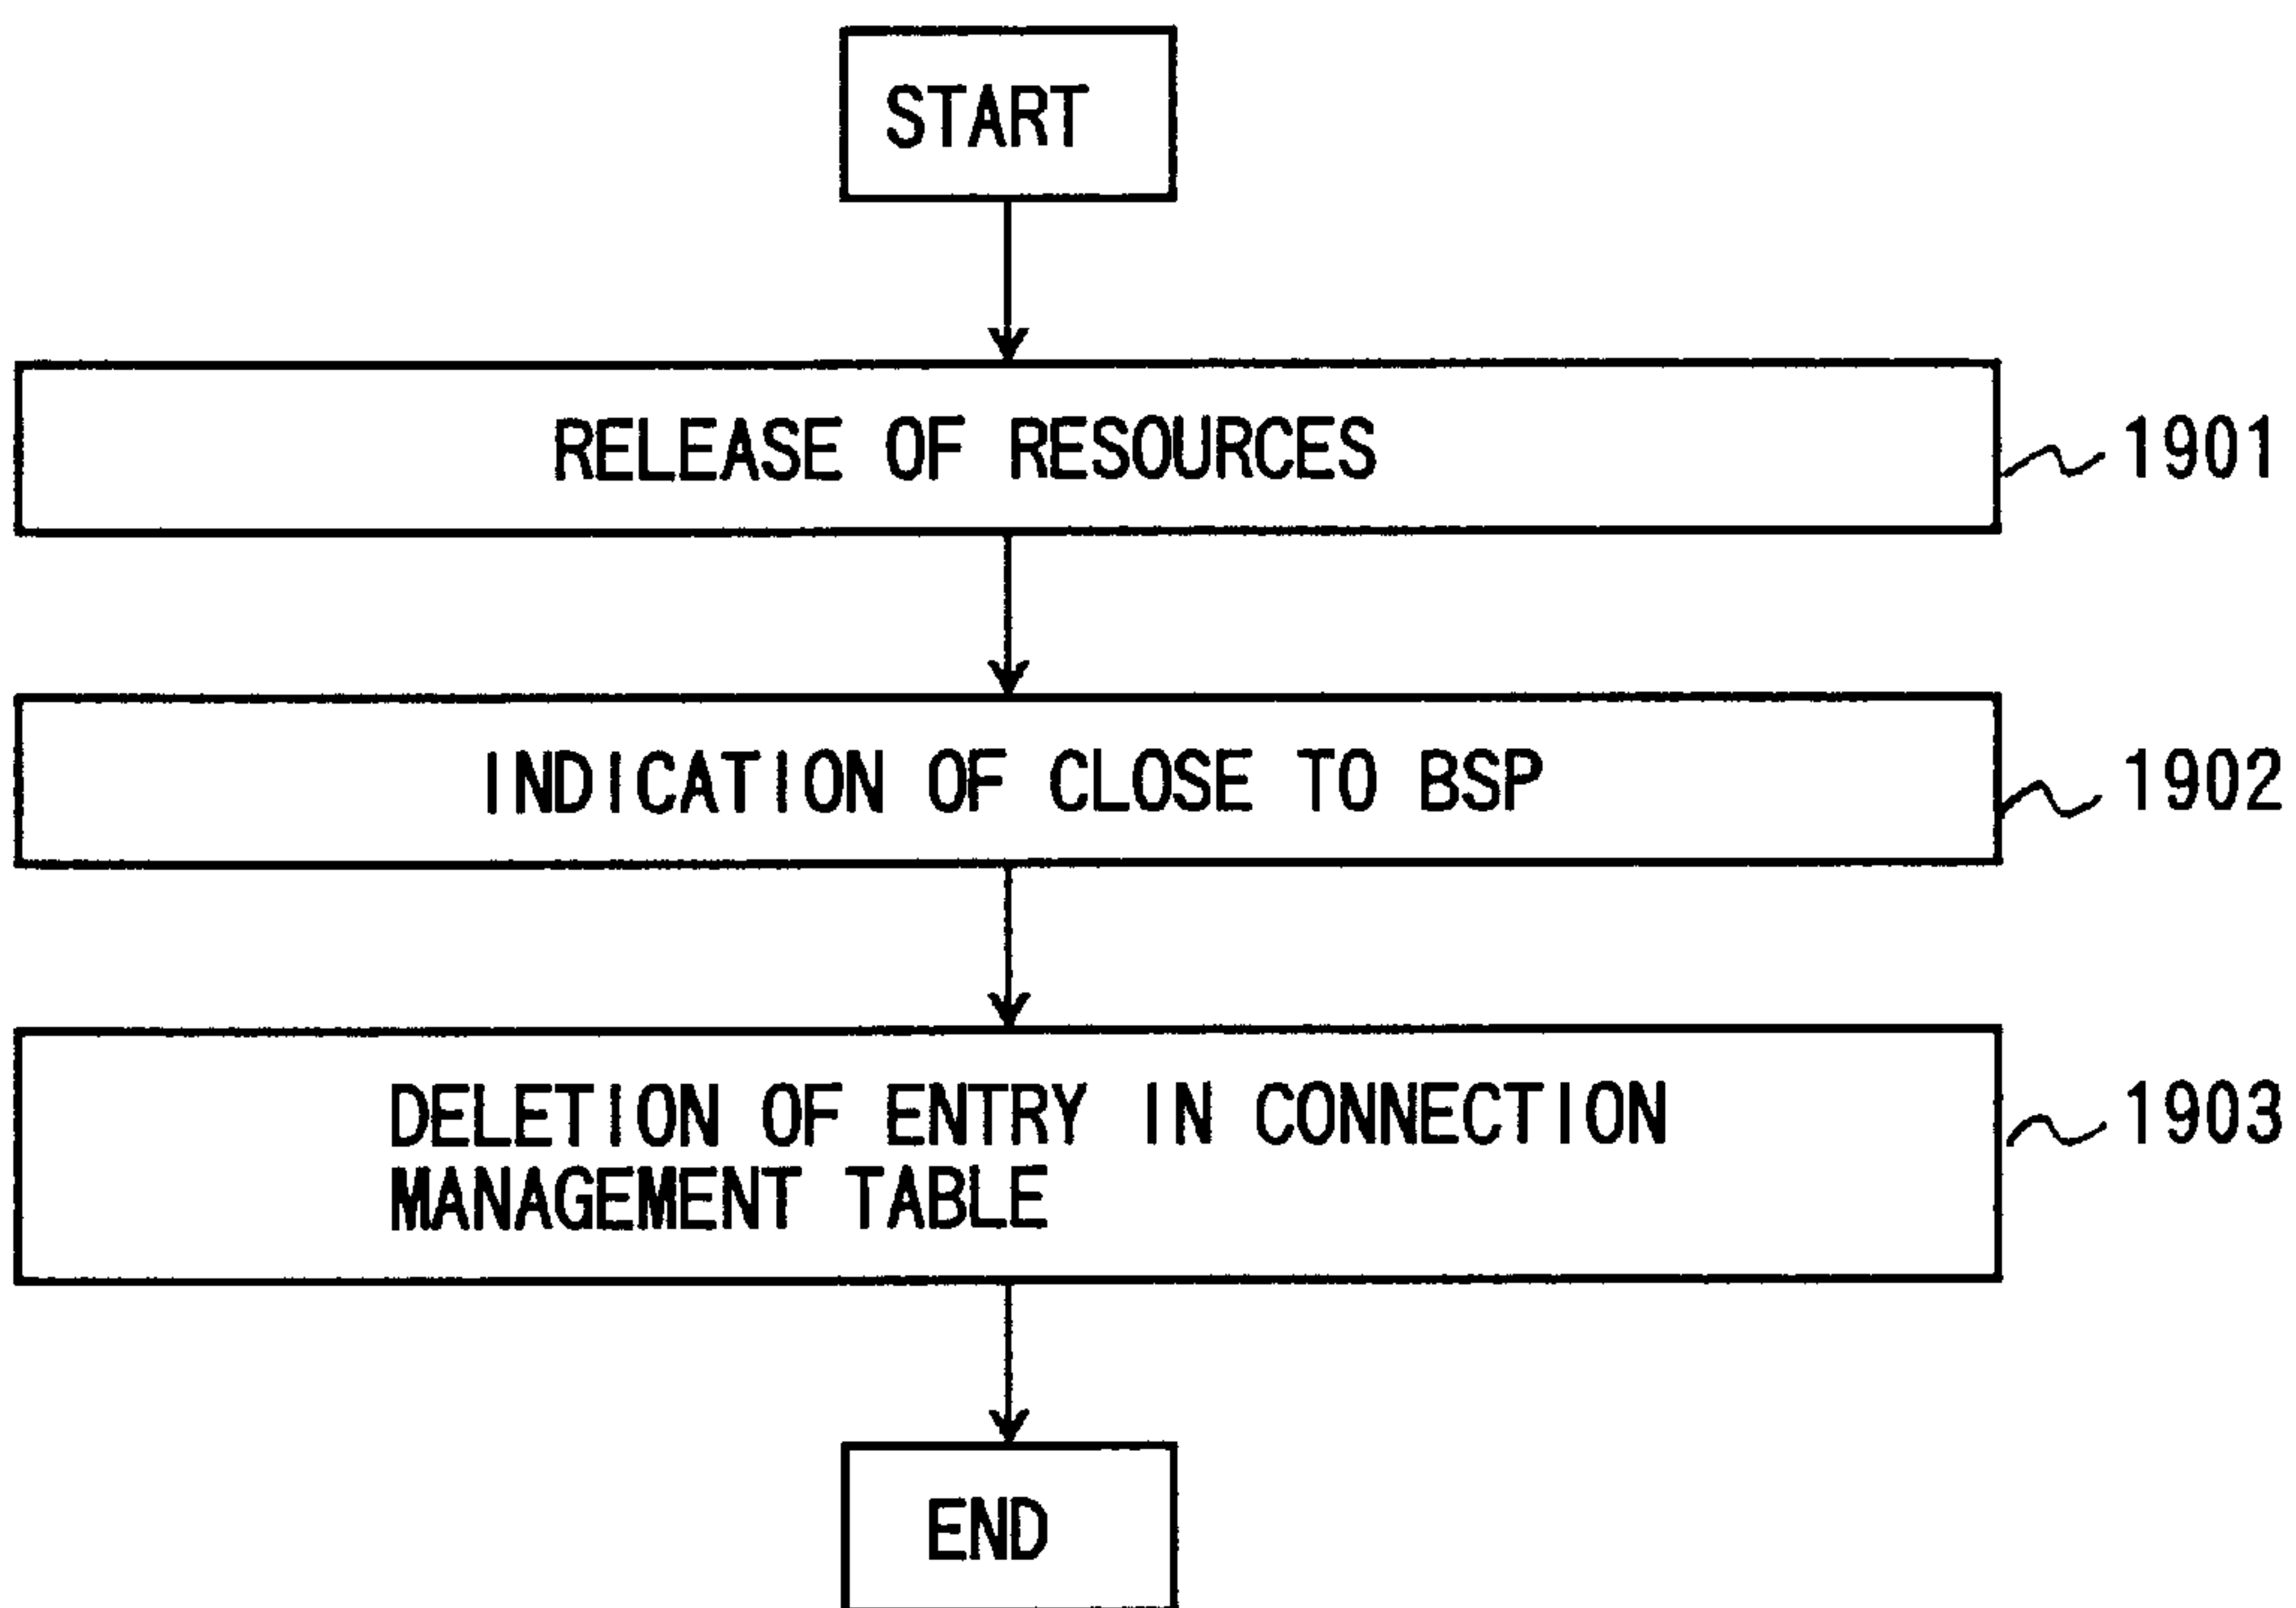 START
RELEASE OF RESOURCES
1901
INDICATION OF CLOSE TO BSP
1902
DELETION OF ENTRY IN CONNECTION
MANAGEMENT TABLE
1903
END